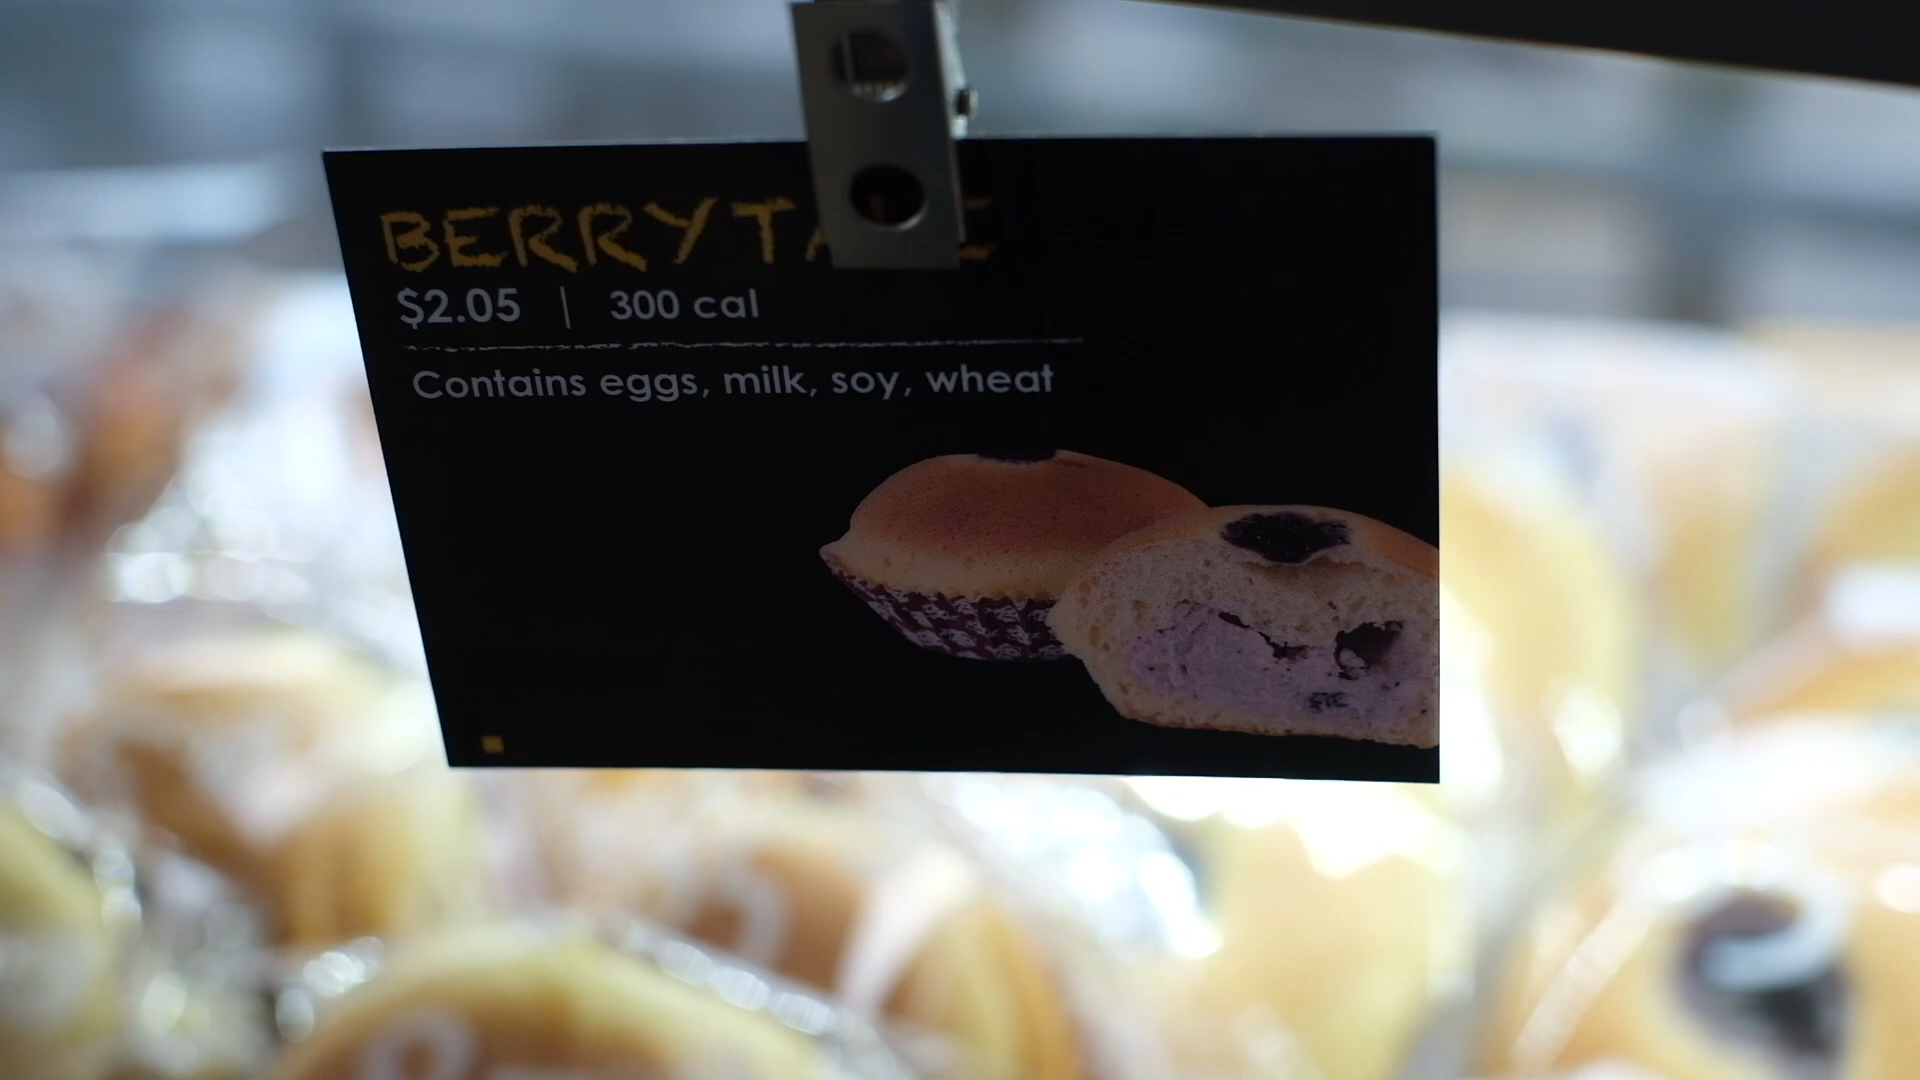 $2.05 | 300 cal
Contains eggs, milk, soy, wheat